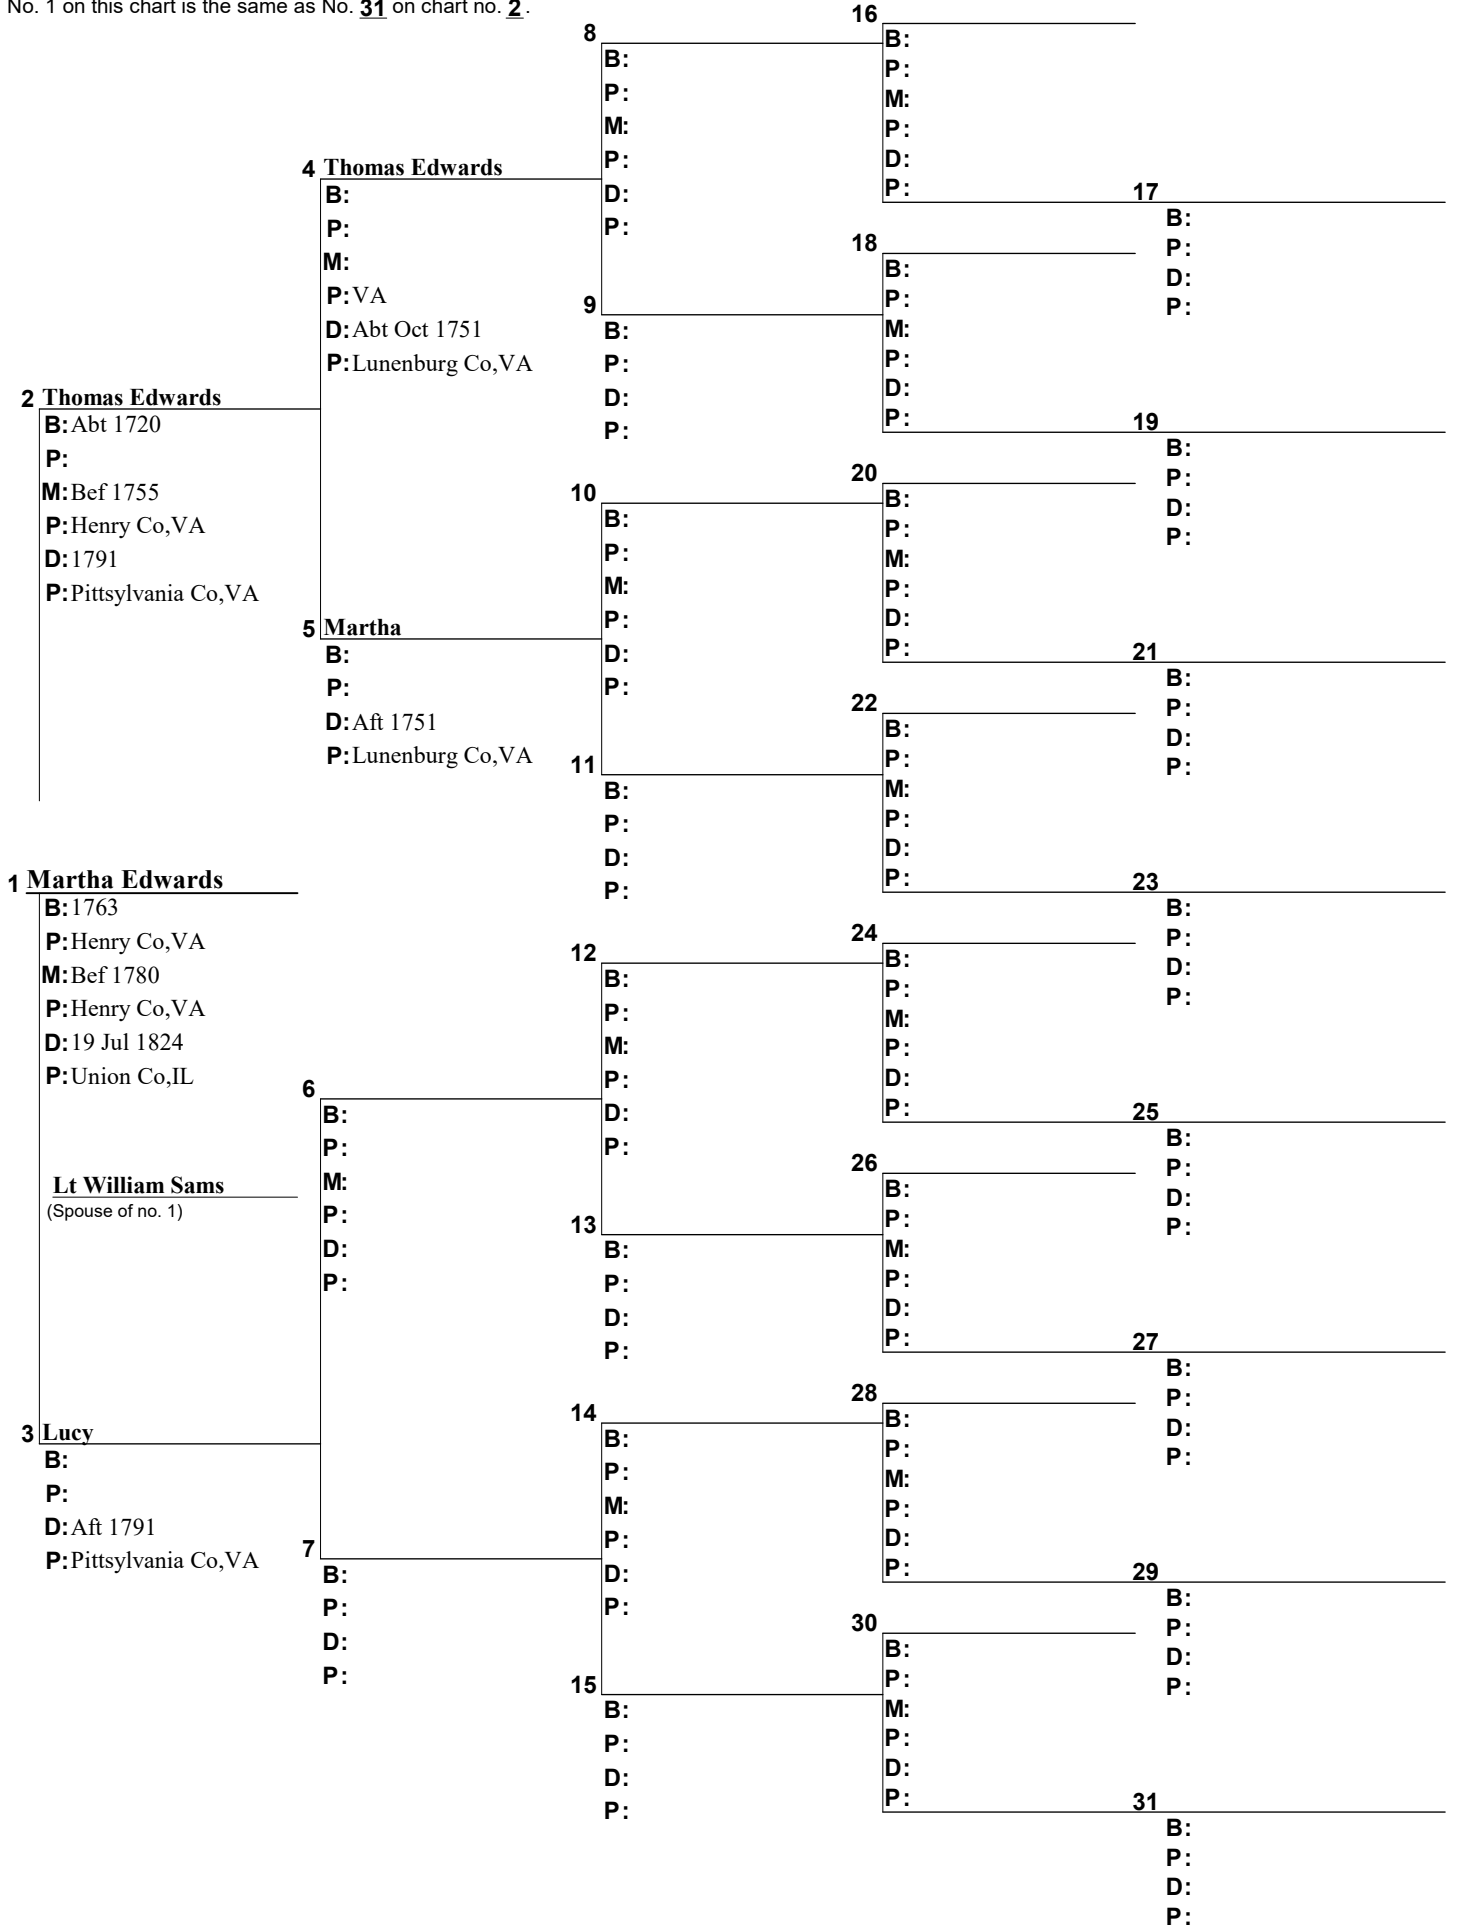 No. 1 on this chart is the same as No. 31 on chart no. 2.
1 Martha Edwards
B:1763
P:Henry Co,VA
M:Bef 1780
P:Henry Co,VA
D:19 Jul 1824
P:Union Co,IL
Lt William Sams
(Spouse of no. 1)
2 Thomas Edwards
B:Abt 1720
P:
M:Bef 1755
P:Henry Co,VA
D:1791
P:Pittsylvania Co,VA
3 Lucy
B:
P:
D:Aft 1791
P:Pittsylvania Co,VA
4 Thomas Edwards
B:
P:
M:
P:VA
D:Abt Oct 1751
P:Lunenburg Co,VA
5 Martha
B:
P:
D:Aft 1751
P:Lunenburg Co,VA
6
B:
P:
M:
P:
D:
P:
7
B:
P:
D:
P:
8
B:
P:
M:
P:
D:
P:
9
B:
P:
D:
P:
10
B:
P:
M:
P:
D:
P:
11
B:
P:
D:
P:
12
B:
P:
M:
P:
D:
P:
13
B:
P:
D:
P:
14
B:
P:
M:
P:
D:
P:
15
B:
P:
D:
P:
16
B:
P:
M:
P:
D:
P:
17
B:
P:
D:
P:
18
B:
P:
M:
P:
D:
P:
19
B:
P:
D:
P:
20
B:
P:
M:
P:
D:
P:
21
B:
P:
D:
P:
22
B:
P:
M:
P:
D:
P:
23
B:
P:
D:
P:
24
B:
P:
M:
P:
D:
P:
25
B:
P:
D:
P:
26
B:
P:
M:
P:
D:
P:
27
B:
P:
D:
P:
28
B:
P:
M:
P:
D:
P:
29
B:
P:
D:
P:
30
B:
P:
M:
P:
D:
P:
31
B:
P:
D:
P: